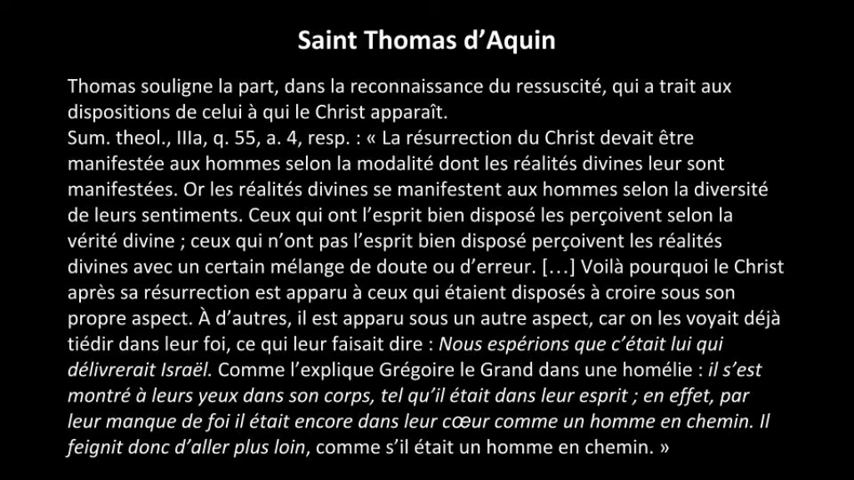 Saint Thomas d’Aquin
Thomas souligne la part, dans la reconnaissance du ressuscité, qui a trait aux
dispositions de celui à qui le Christ apparaît.
Sum. theol., IIIa, q. 55, a. 4, resp. : « La résurrection du Christ devait être
manifestée aux hommes selon la modalité dont les réalités divines leur sont
manifestées. Or les réalités divines se manifestent aux hommes selon la diversité
de leurs sentiments. Ceux qui ont l’esprit bien disposé les perçoivent selon la
vérité divine ; ceux qui n’ont pas l’esprit bien disposé perçoivent les réalités
divines avec un certain mélange de doute ou d’erreur. […] Voilà pourquoi le Christ
après sa résurrection est apparu à ceux qui étaient disposés à croire sous son
propre aspect. À d’autres, il est apparu sous un autre aspect, car on les voyait déjà
tiédir dans leur foi, ce qui leur faisait dire : Nous espérions que c’était lui qui
délivrerait Israël. Comme l’explique Grégoire le Grand dans une homélie : il s’est
montré à leurs yeux dans son corps, tel qu’il était dans leur esprit ; en effet, par
leur manque de foi il était encore dans leur cœur comme un homme en chemin. Il
feignit donc d’aller plus loin, comme s’il était un homme en chemin. »